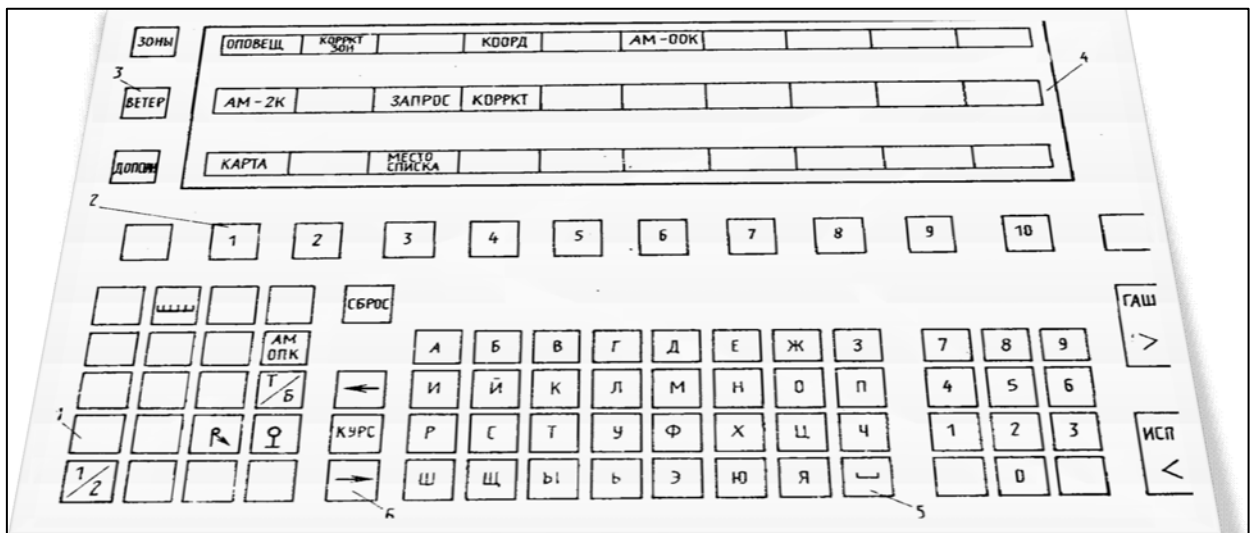 ЗОНЫ ОПОВЕЩ КОРРКТ ЗОН КООРД АМ-ООК
3 4
ВЕТЕР АМ-2К ЗАПРОС КОРРКТ
ДОПОЛН КАРТА МЕСТО СПИСКА
2
1 2 3 4 5 6 7 8 9 10
СБРОС ГАШ
АМ ОПК А Б В Г Д Е Ж З 7 8 9 >
Т/Б ← И Й К Л М Н О П 4 5 6
1 Р КУРС Р С Т У Ф Х Ц Ч 1 2 3 ИСП
1/2 → Ш Щ Ы Ь Э Ю Я 0 <
6 5